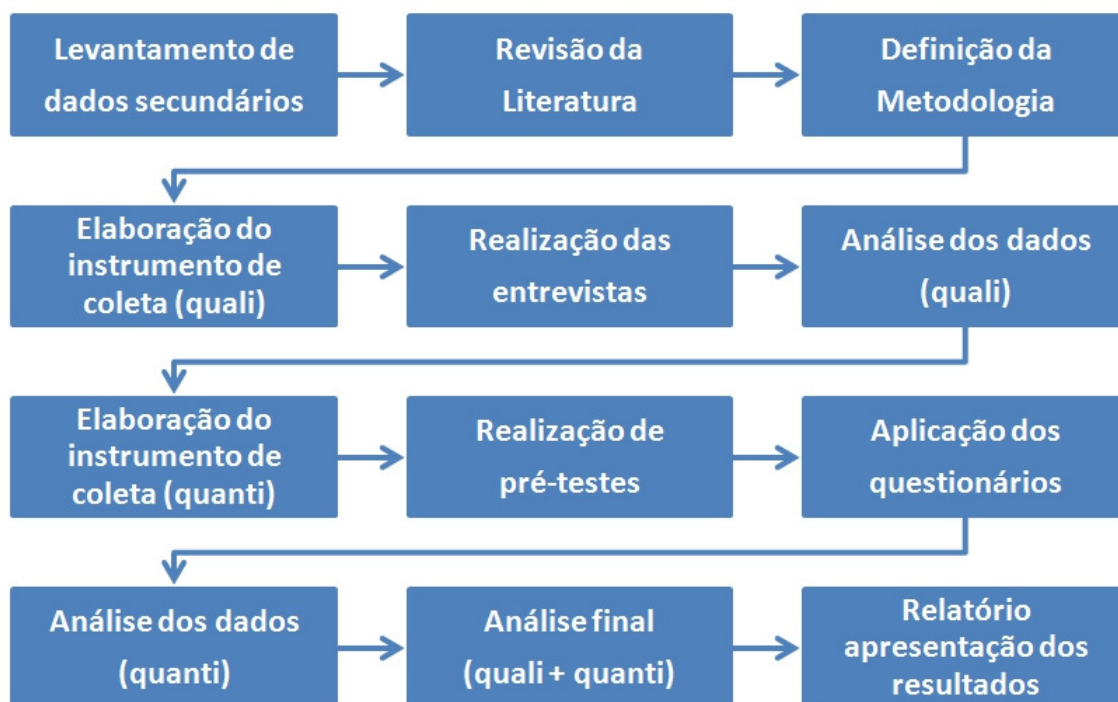 Levantamento de
dados secundários
Revisão da
Literatura
Definição da
Metodologia
Elaboração do
instrumento de
coleta (quali)
Realização das
entrevistas
Análise dos dados
(quali)
Elaboração do
instrumento de
coleta (quanti)
Realização de
pré-testes
Aplicação dos
questionários
Análise dos dados
(quanti)
Análise final
(quali + quanti)
Relatório
apresentação dos
resultados